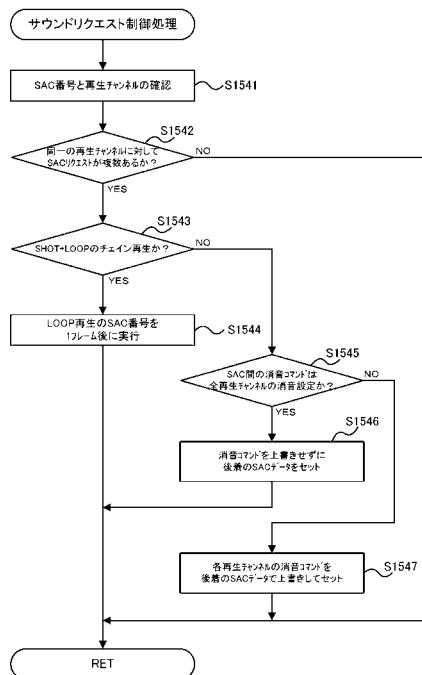 サウンドリクエスト制御処理
SAC番号と再生チャンネルの確認
S1541
S1542
同一の再生チャンネルに対して
SACリクエストが複数あるか?
NO
YES
S1543
SHOT+LOOPのチェイン再生か?
NO
YES
LOOP再生のSAC番号を
1フレーム後に実行
S1544
S1545
SAC間の消音コマンドは
全再生チャンネルの消音設定か?
NO
YES
S1546
消音コマンドを上書きせずに
後着のSACデータをセット
各再生チャンネルの消音コマンドを
後着のSACデータで上書きしてセット
S1547
RET